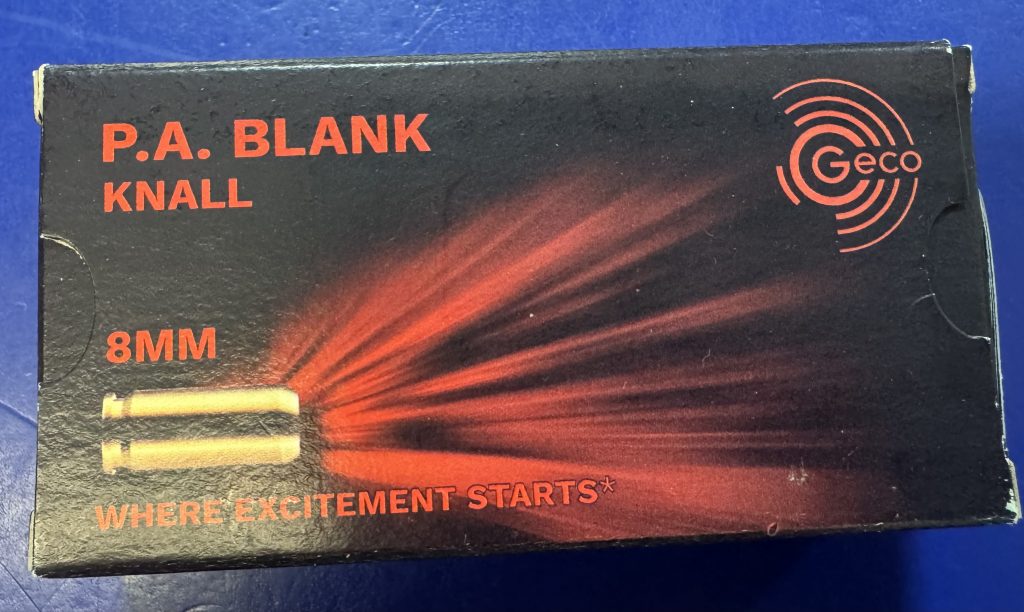 P.A. BLANK
KNALL
Geco
8MM
WHERE EXCITEMENT STARTS*